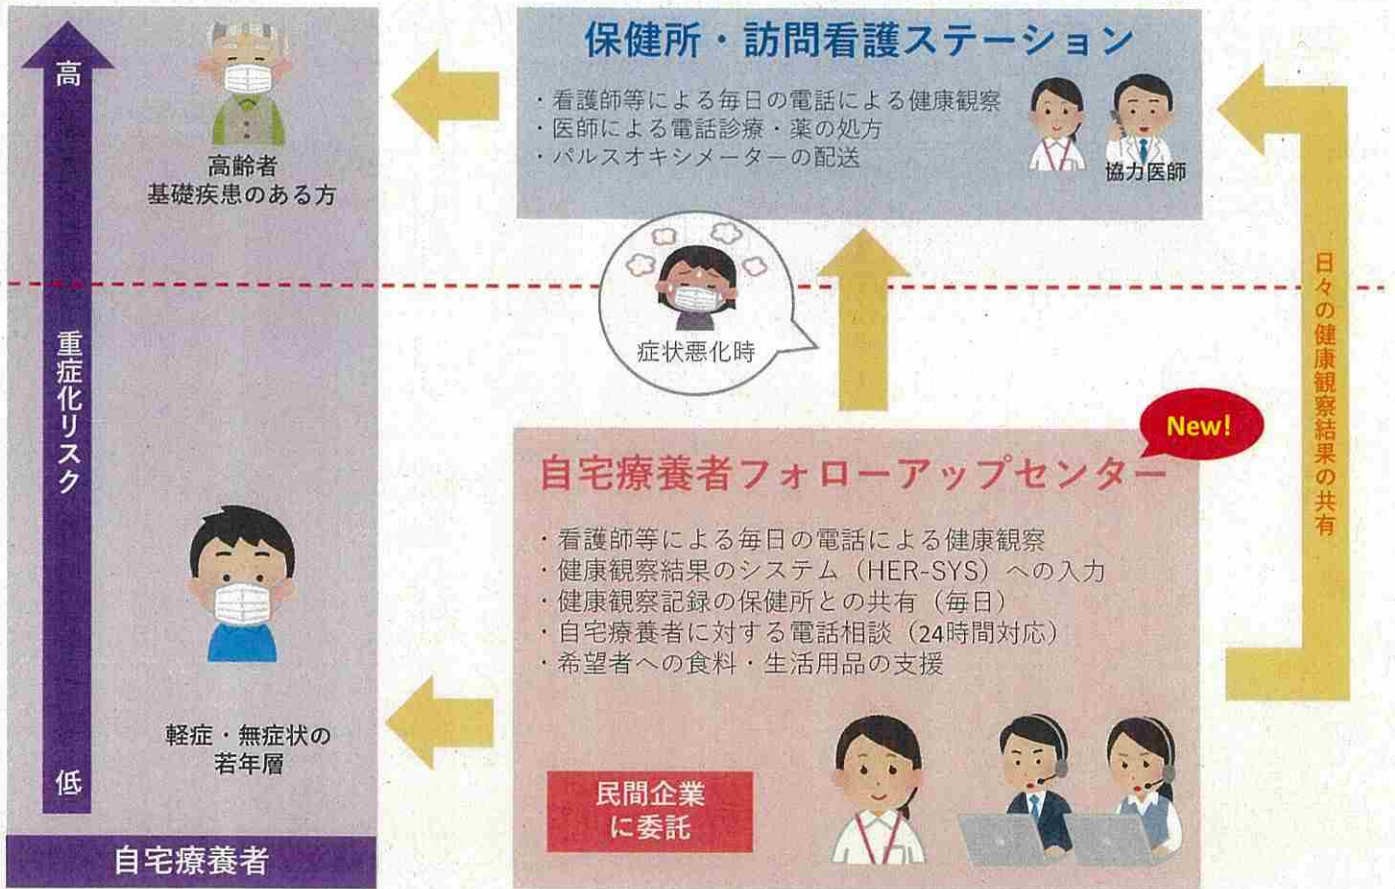 高
重症化リスク
低
高齢者
基礎疾患のある方
軽症・無症状の
若年層
自宅療養者
保健所・訪問看護ステーション
・看護師等による毎日の電話による健康観察
・医師による電話診療・薬の処方
・パルスオキシメーターの配送
協力医師
症状悪化時
日々の健康観察結果の共有
New!
自宅療養者フォローアップセンター
・看護師等による毎日の電話による健康観察
・健康観察結果のシステム（HER-SYS）への入力
・健康観察記録の保健所との共有（毎日）
・自宅療養者に対する電話相談（24時間対応）
・希望者への食料・生活用品の支援
民間企業
に委託